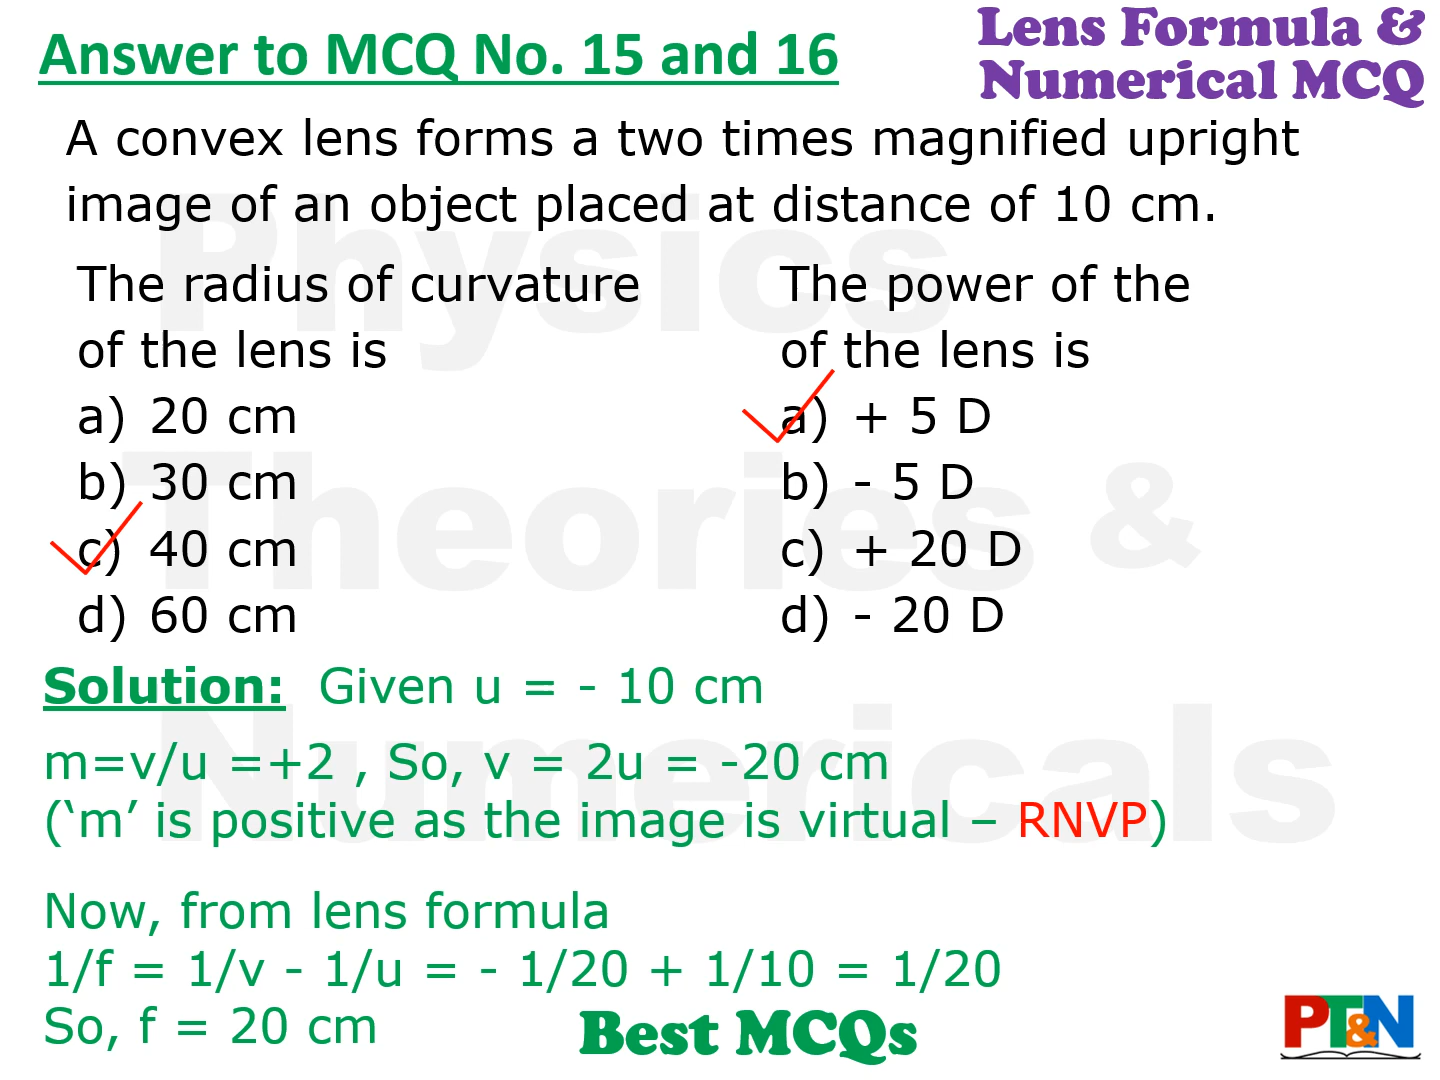 Answer to MCQ No. 15 and 16
Lens Formula &
Numerical MCQ
A convex lens forms a two times magnified upright
image of an object placed at distance of 10 cm.
The radius of curvature
of the lens is
a) 20 cm
b) 30 cm
c) 40 cm
d) 60 cm
The power of the
of the lens is
a) + 5 D
b) - 5 D
c) + 20 D
d) - 20 D
Solution: Given u = - 10 cm
m=v/u =+2 , So, v = 2u = -20 cm
(‘m’ is positive as the image is virtual – RNVP)
Now, from lens formula
1/f = 1/v - 1/u = - 1/20 + 1/10 = 1/20
So, f = 20 cm
Best MCQs
PT&N
Physics
Theories &
Numericals